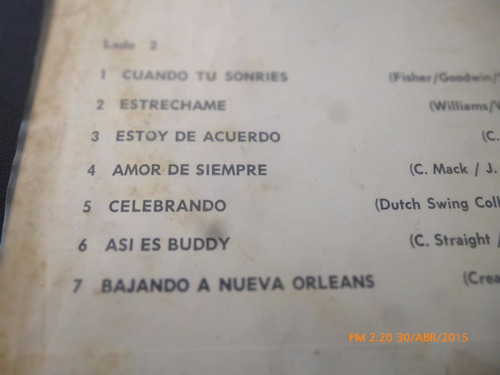 Lado 2
1 CUANDO TU SONRIES (Fisher/Goodwin/
2 ESTRECHAME (Williams/
3 ESTOY DE ACUERDO (C.
4 AMOR DE SIEMPRE (C. Mack / J.
5 CELEBRANDO (Dutch Swing Coll
6 ASI ES BUDDY (C. Straight /
7 BAJANDO A NUEVA ORLEANS (Crea
PM 2:20 30/ABR/2015